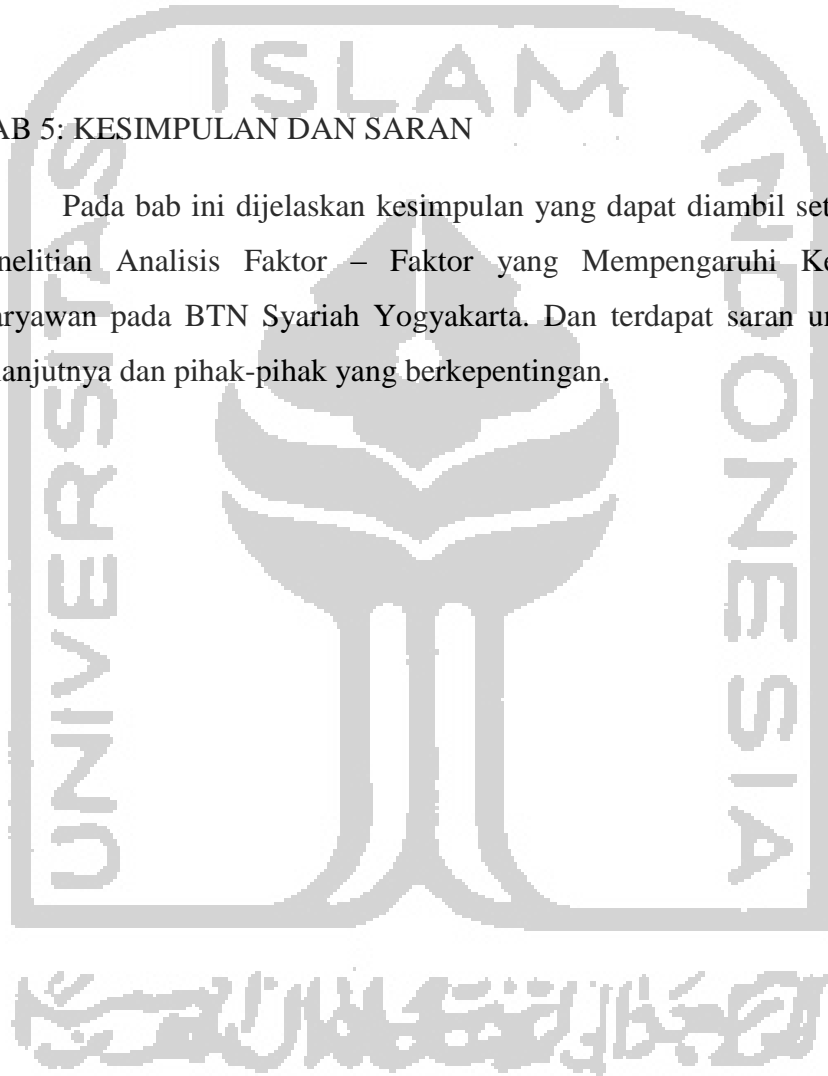 ISLAM
UNIVERSITAS
INDONESIA
AB 5: KESIMPULAN DAN SARAN
Pada bab ini dijelaskan kesimpulan yang dapat diambil set
nelitian Analisis Faktor – Faktor yang Mempengaruhi Ke
aryawan pada BTN Syariah Yogyakarta. Dan terdapat saran un
lanjutnya dan pihak-pihak yang berkepentingan.